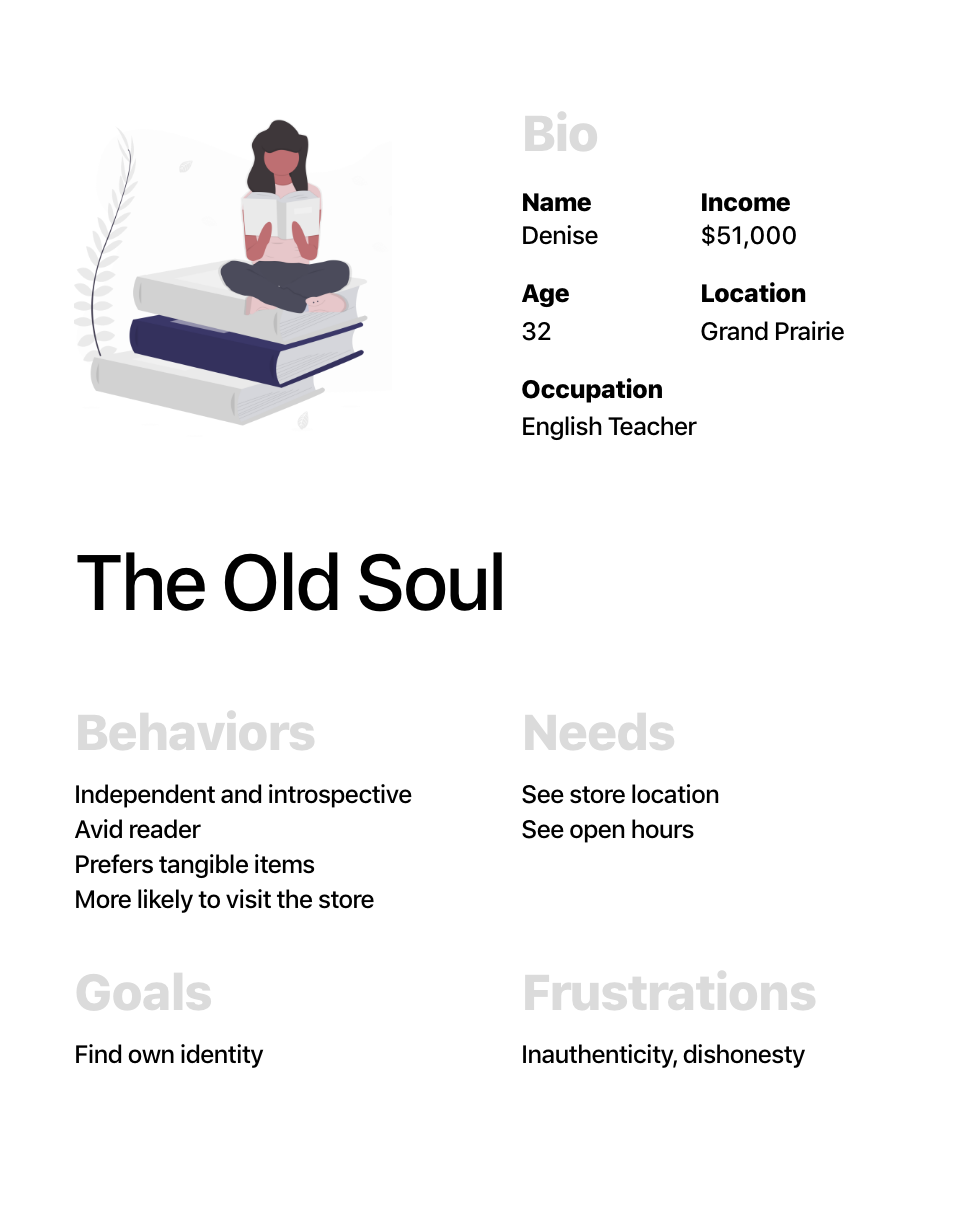 Bio
Name
Denise
Income
$51,000
Age
32
Location
Grand Prairie
Occupation
English Teacher
The Old Soul
Behaviors
Independent and introspective
Avid reader
Prefers tangible items
More likely to visit the store
Needs
See store location
See open hours
Goals
Find own identity
Frustrations
Inauthenticity, dishonesty